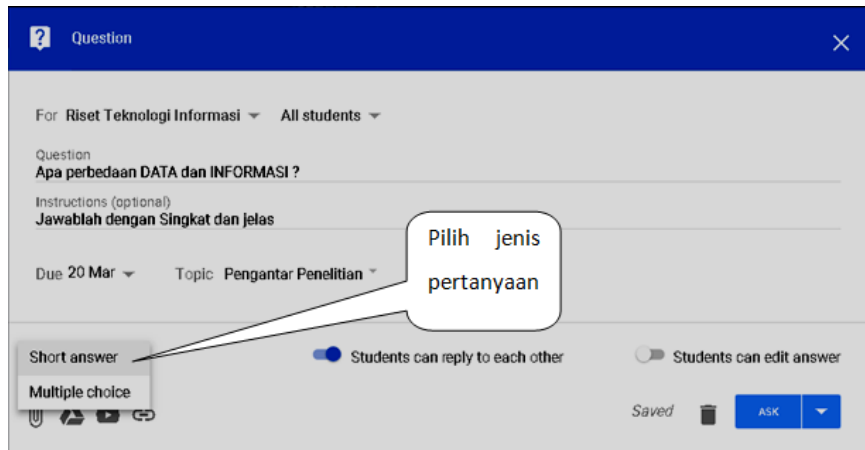 Question
For Riset Teknologi Informasi All students
Question
Apa perbedaan DATA dan INFORMASI ?
Instructions (optional)
Jawablah dengan Singkat dan jelas
Pilih jenis
pertanyaan
Due 20 Mar Topic Pengantar Penelitian
Short answer Students can reply to each other Students can edit answer
Multiple choice
Saved ASK